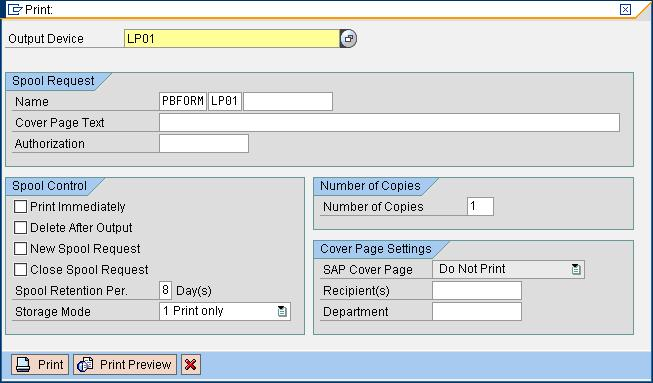 Print:
Output Device LP01
Spool Request
Name PBFORM LP01
Cover Page Text
Authorization
Spool Control
Print Immediately
Delete After Output
New Spool Request
Close Spool Request
Spool Retention Per. 8 Day(s)
Storage Mode 1 Print only
Number of Copies
Number of Copies 1
Cover Page Settings
SAP Cover Page Do Not Print
Recipient(s)
Department
Print Print Preview